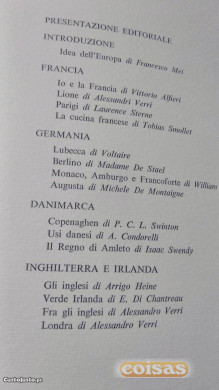 PRESENTAZIONE EDITORIALE
INTRODUZIONE
Idea dell'Europa di Francesco Mei
FRANCIA
Io e la Francia di Vittorio Alfieri
Lione di Alessandri Verri
Parigi di Laurence Sterne
La cucina francese di Tobias Smollet
GERMANIA
Lubecca di Voltaire
Berlino di Madame De Stael
Monaco, Amburgo e Francoforte di William
Augusta di Michele De Montaigne
DANIMARCA
Copenaghen di P. C. L. Swinton
Usi danesi di A. Condorelli
Il Regno di Amleto di Isaac Swendy
INGHILTERRA E IRLANDA
Gli inglesi di Arrigo Heine
Verde Irlanda di E. Di Chantreau
Fra gli inglesi di Alessandro Verri
Londra di Alessandro Verri
coisas